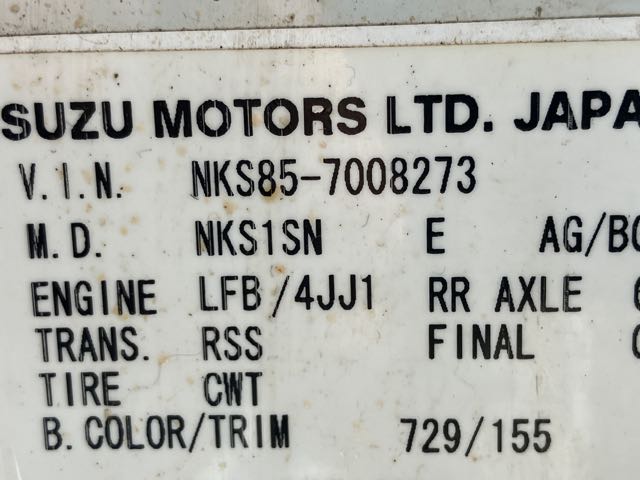 SUZU MOTORS LTD. JAPA
V.I.N. NKS85-7008273
M.D. NKS1SN E AG/BC
ENGINE LFB/4JJ1 RR AXLE 6
TRANS. RSS FINAL
TIRE CWT
B. COLOR/TRIM 729/155